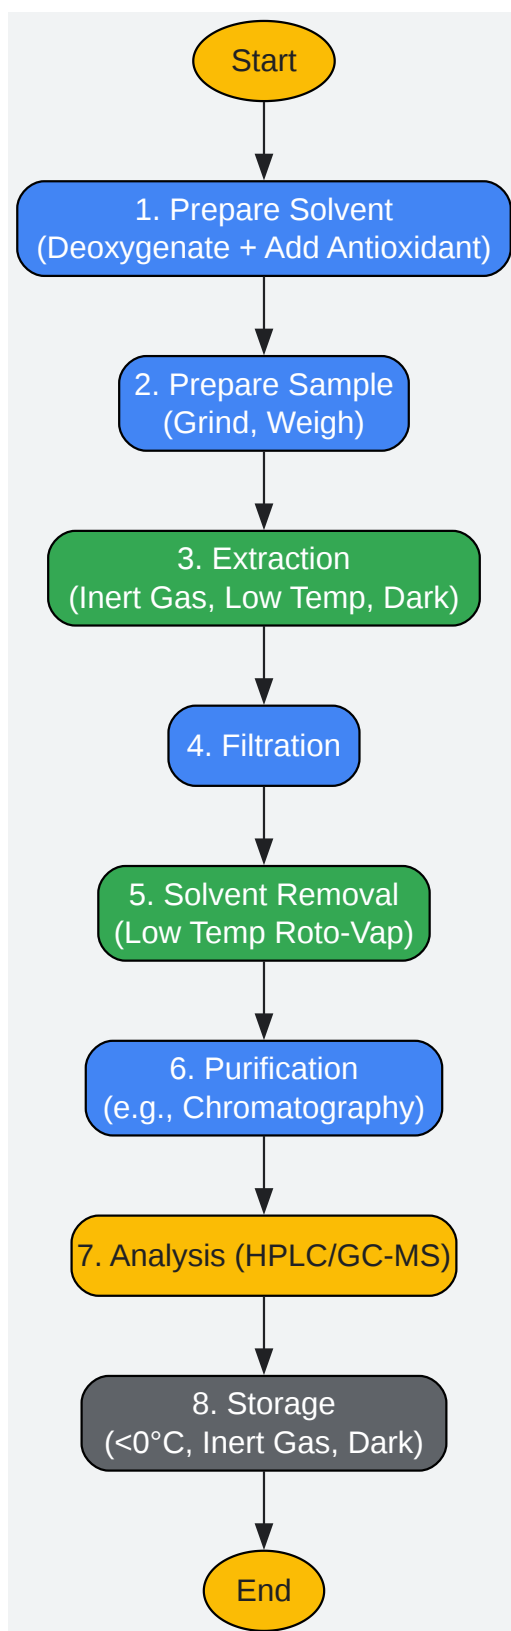 Start
1. Prepare Solvent
(Deoxygenate + Add Antioxidant)
2. Prepare Sample
(Grind, Weigh)
3. Extraction
(Inert Gas, Low Temp, Dark)
4. Filtration
5. Solvent Removal
(Low Temp Roto-Vap)
6. Purification
(e.g., Chromatography)
7. Analysis (HPLC/GC-MS)
8. Storage
(<0°C, Inert Gas, Dark)
End